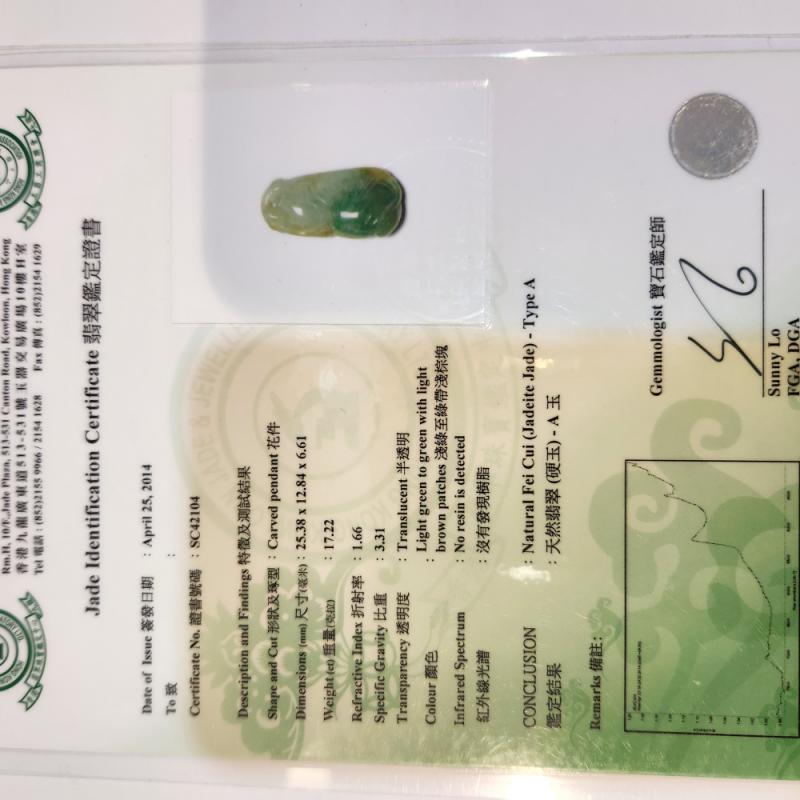 Rm.H, 10/F.,Jade Plaza, 513-531 Canton Road, Kowloon, Hong Kong
香港九龍廣東道513-531號玉器交易廣場10樓H室
Tel 電話 : (852)2155 9966 / 2154 1628 Fax 傳真 : (852)2154 1629
Jade Identification Certificate 翡翠鑑定證書
Date of Issue 簽發日期 : April 25, 2014
To 致 :
Certificate No. 證書號碼 : SC42104
Description and Findings 特徵及測試結果
Shape and Cut 形狀及琢型 : Carved pendant 花件
Dimensions (mm) 尺寸(毫米) : 25.38 x 12.84 x 6.61
Weight (ct) 重量(克拉) : 17.22
Refractive Index 折射率 : 1.66
Specific Gravity 比重 : 3.31
Transparency 透明度 : Translucent 半透明
Colour 顏色 : Light green to green with light
brown patches 淺綠至綠帶淺棕塊
Infrared Spectrum : No resin is detected
紅外線光譜 : 沒有發現樹脂
CONCLUSION : Natural Fei Cui (Jadeite Jade) - Type A
鑑定結果 : 天然翡翠 (硬玉) - A 玉
Remarks 備註:
Gemmologist 寶石鑑定師
Sunny Lo
FGA, DGA